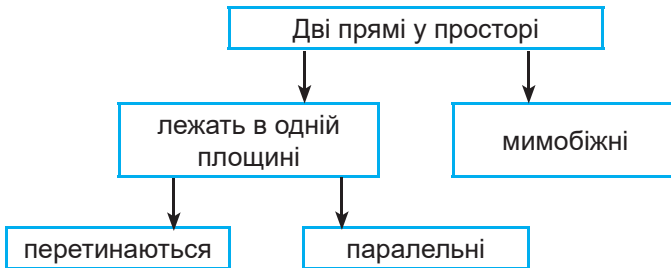 Дві прямі у просторі
лежать в одній
площині
мимобіжні
перетинаються
паралельні